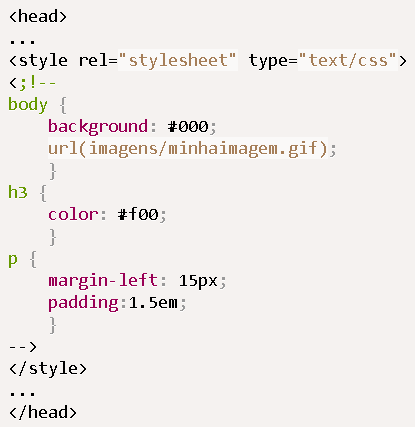 <head>
...
<style rel="stylesheet" type="text/css">
<;!--
body {
    background: #000;
    url(imagens/minhaimagem.gif);
    }
h3 {
    color: #f00;
    }
p {
    margin-left: 15px;
    padding:1.5em;
    }
-->
</style>
...
</head>